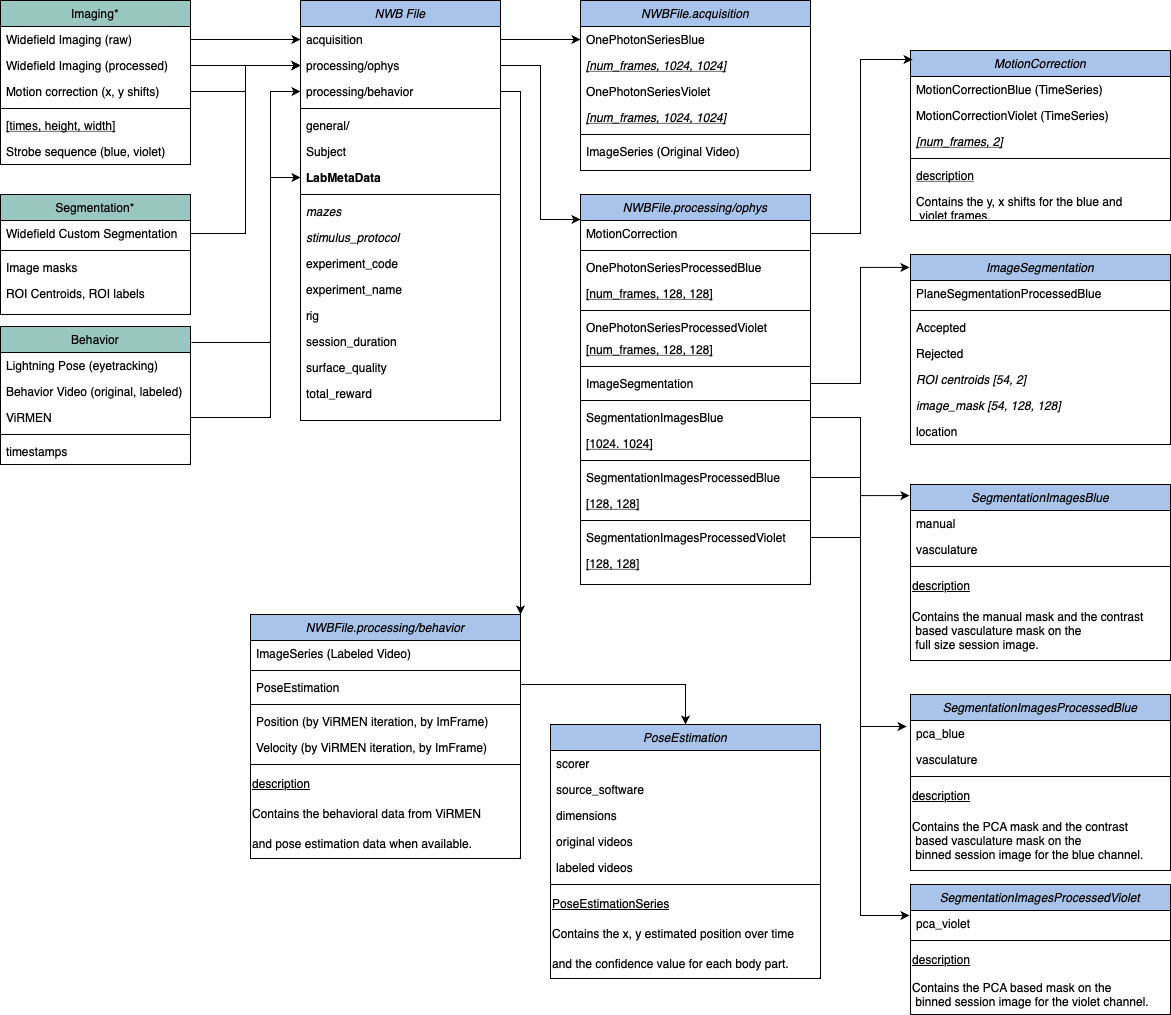 Imaging*
Widefield Imaging (raw)
Widefield Imaging (processed)
Motion correction (x, y shifts)
[times, height, width]
Strobe sequence (blue, violet)
Segmentation*
Widefield Custom Segmentation
Image masks
ROI Centroids, ROI labels
Behavior
Lightning Pose (eyetracking)
Behavior Video (original, labeled)
ViRMEN
timestamps
NWB File
acquisition
processing/ophys
processing/behavior
general/
Subject
LabMetaData
mazes
stimulus_protocol
experiment_code
experiment_name
rig
session_duration
surface_quality
total_reward
NWBFile.acquisition
OnePhotonSeriesBlue
[num_frames, 1024, 1024]
OnePhotonSeriesViolet
[num_frames, 1024, 1024]
ImageSeries (Original Video)
NWBFile.processing/ophys
MotionCorrection
OnePhotonSeriesProcessedBlue
[num_frames, 128, 128]
OnePhotonSeriesProcessedViolet
[num_frames, 128, 128]
ImageSegmentation
SegmentationImagesBlue
[1024. 1024]
SegmentationImagesProcessedBlue
[128, 128]
SegmentationImagesProcessedViolet
[128, 128]
MotionCorrection
MotionCorrectionBlue (TimeSeries)
MotionCorrectionViolet (TimeSeries)
[num_frames, 2]
description
Contains the y, x shifts for the blue and
violet frames.
ImageSegmentation
PlaneSegmentationProcessedBlue
Accepted
Rejected
ROI centroids [54, 2]
image_mask [54, 128, 128]
location
SegmentationImagesBlue
manual
vasculature
description
Contains the manual mask and the contrast
based vasculature mask on the
full size session image.
SegmentationImagesProcessedBlue
pca_blue
vasculature
description
Contains the PCA mask and the contrast
based vasculature mask on the
binned session image for the blue channel.
SegmentationImagesProcessedViolet
pca_violet
description
Contains the PCA based mask on the
binned session image for the violet channel.
NWBFile.processing/behavior
ImageSeries (Labeled Video)
PoseEstimation
Position (by ViRMEN iteration, by ImFrame)
Velocity (by ViRMEN iteration, by ImFrame)
description
Contains the behavioral data from ViRMEN
and pose estimation data when available.
PoseEstimation
scorer
source_software
dimensions
original videos
labeled videos
PoseEstimationSeries
Contains the x, y estimated position over time
and the confidence value for each body part.